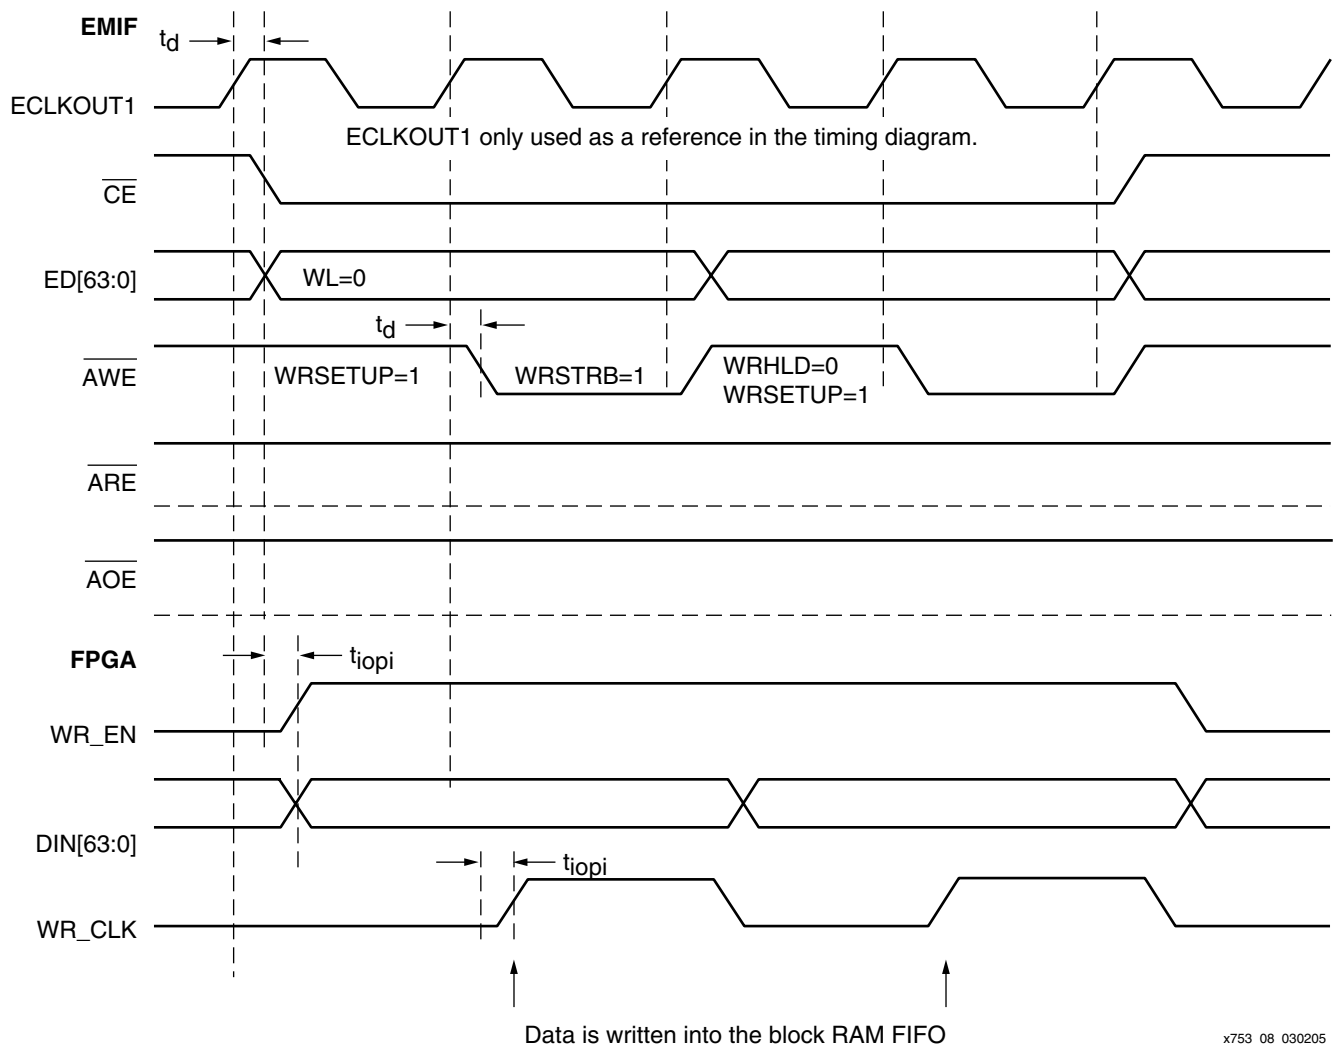 EMIF
td
ECLKOUT1
ECLKOUT1 only used as a reference in the timing diagram.
CE
ED[63:0]
WL=0
td
AWE
WRSETUP=1
WRSTRB=1
WRHLD=0
WRSETUP=1
ARE
AOE
FPGA
tiopi
WR_EN
DIN[63:0]
tiopi
WR_CLK
Data is written into the block RAM FIFO
x753_08_030205